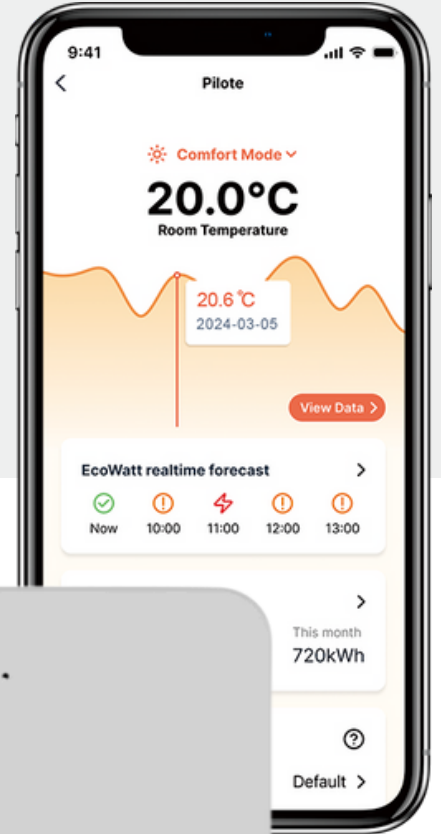 9:41
Pilote
Comfort Mode
20.0°C
Room Temperature
20.6 ℃
2024-03-05
View Data
EcoWatt realtime forecast
Now 10:00 11:00 12:00 13:00
This month
720kWh
Default